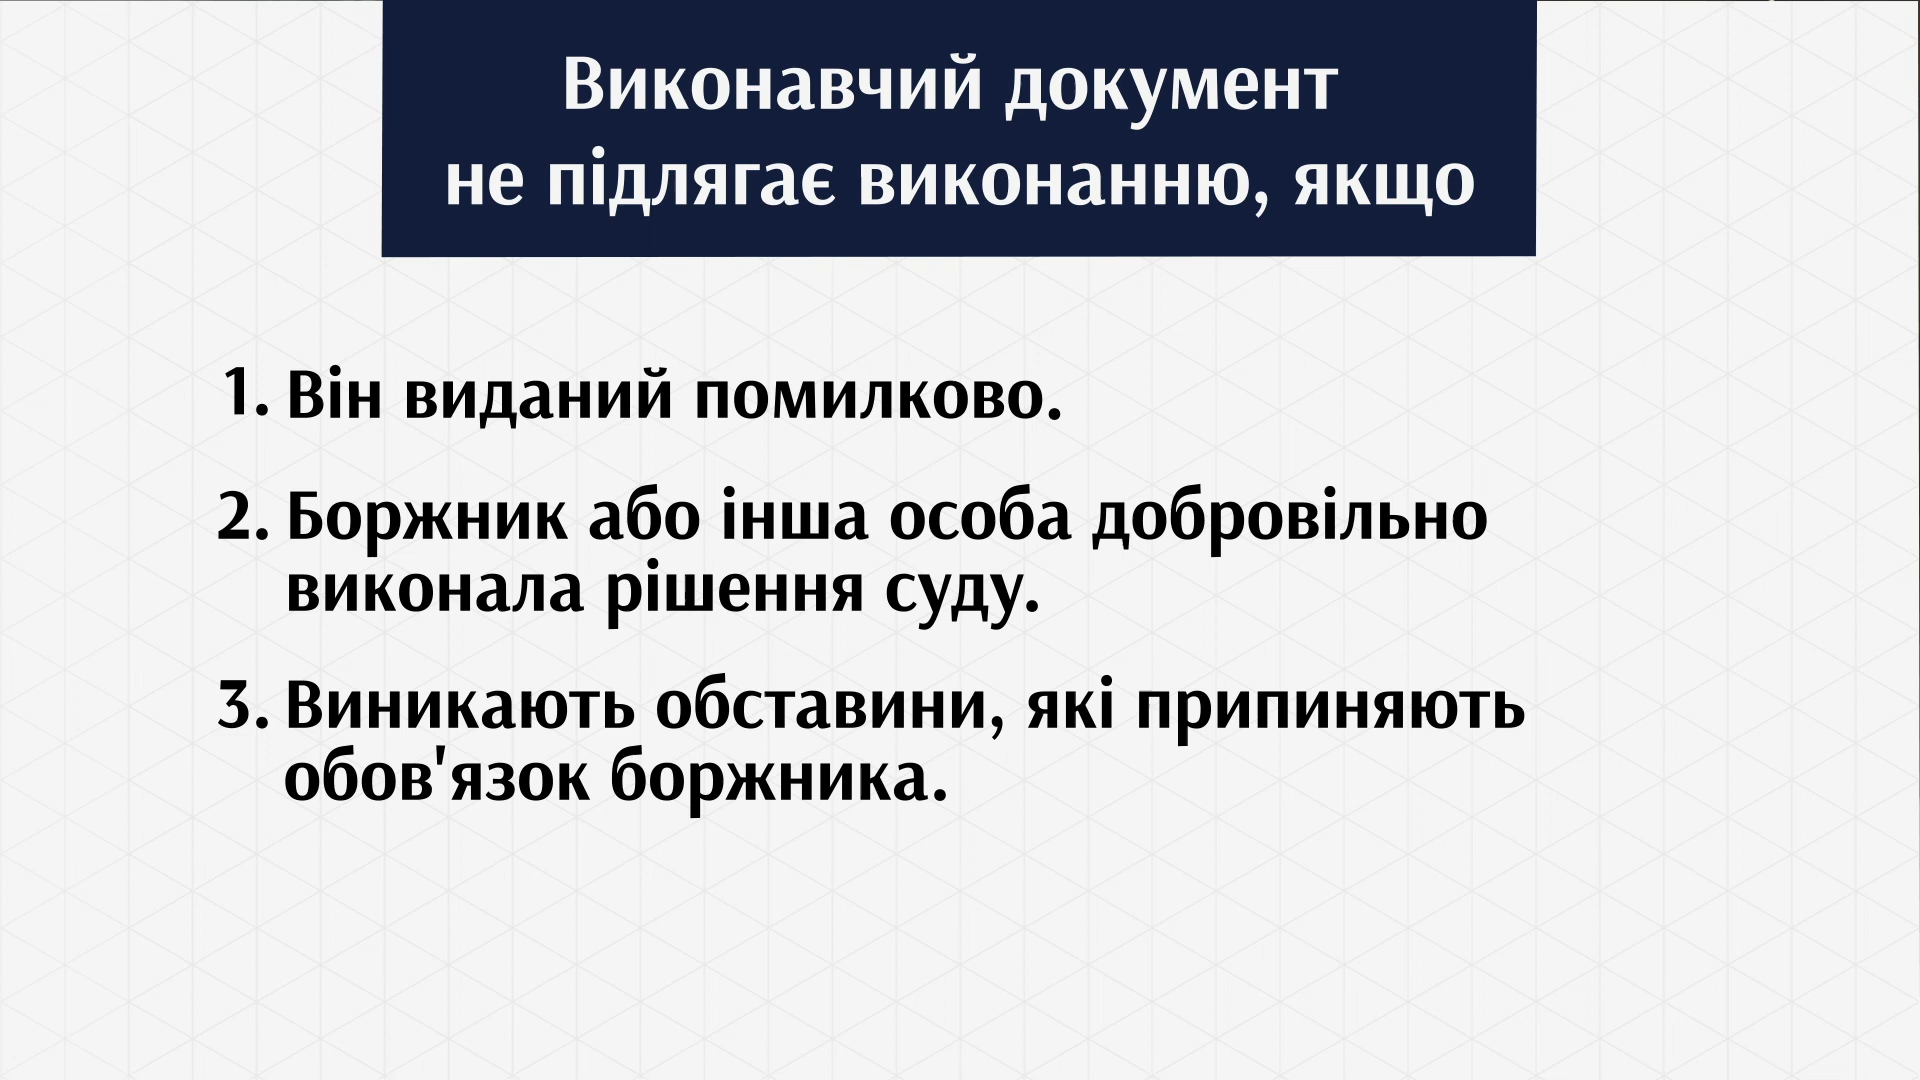 Виконавчий документ
не підлягає виконанню, якщо
1. Він виданий помилково.
2. Боржник або інша особа добровільно
виконала рішення суду.
3. Виникають обставини, які припиняють
обов'язок боржника.